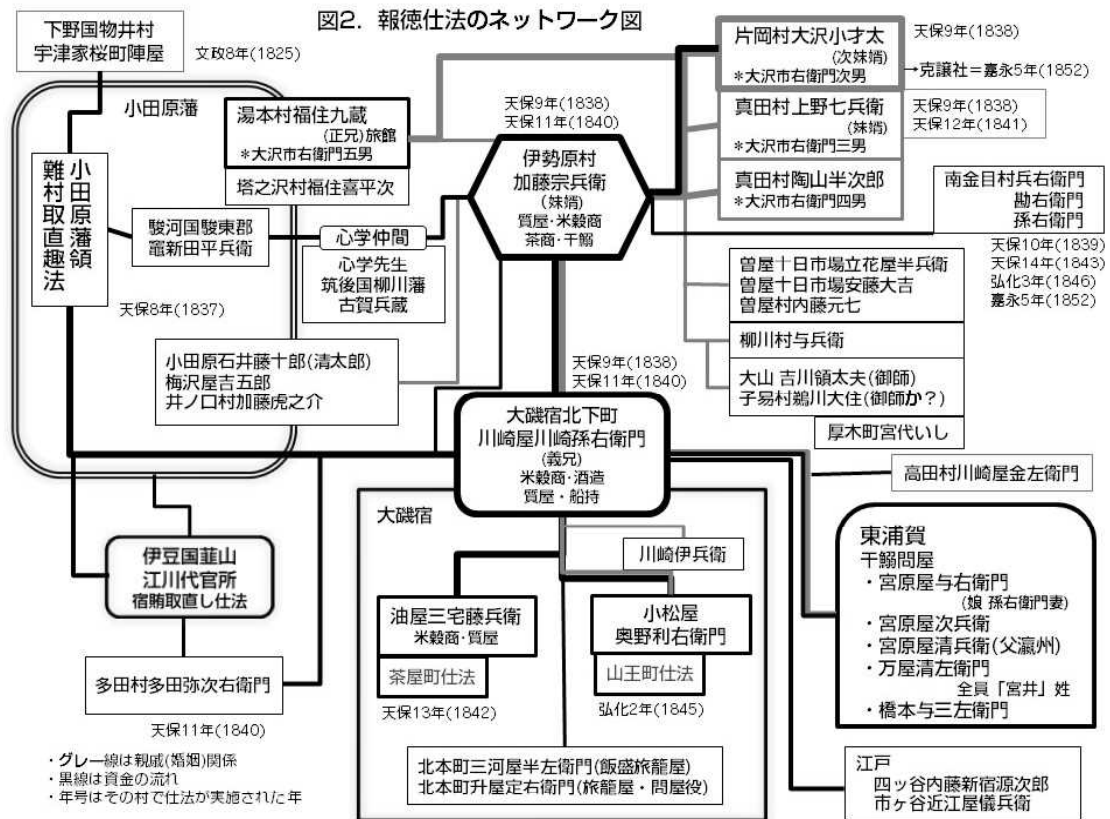 図2. 報徳仕法のネットワーク図
下野国物井村
宇津家桜町陣屋
文政8年(1825)
小田原藩
小田原藩領
難村取直趣法
天保8年(1837)
湯本村福住九蔵
(正兄)旅館
*大沢市右衛門五男
塔之沢村福住喜平次
駿河国駿東郡
竈新田平兵衛
心学仲間
心学先生
筑後国柳川藩
古賀兵蔵
小田原石井藤十郎(清太郎)
梅沢屋吉五郎
井ノ口村加藤虎之介
天保9年(1838)
天保11年(1840)
伊勢原村
加藤宗兵衛
(妹婿)
質屋・米穀商
茶商・干鰯
片岡村大沢小才太
(次妹婿)
*大沢市右衛門次男
天保9年(1838)
→克譲社=嘉永5年(1852)
真田村上野七兵衛
(妹婿)
*大沢市右衛門三男
天保9年(1838)
天保12年(1841)
真田村陶山半次郎
*大沢市右衛門四男
南金目村兵右衛門
勘右衛門
孫右衛門
天保10年(1839)
天保14年(1843)
弘化3年(1846)
嘉永5年(1852)
曽屋十日市場立花屋半兵衛
曽屋十日市場安藤大吉
曽屋村内藤元七
柳川村与兵衛
大山 吉川領太夫(御師)
子易村鵜川大住(御師か?)
厚木町宮代いし
天保9年(1838)
天保11年(1840)
大磯宿北下町
川崎屋川崎孫右衛門
(義兄)
米穀商・酒造
質屋・船持
高田村川崎屋金左衛門
東浦賀
干鰯問屋
・宮原屋与右衛門
(娘 孫右衛門妻)
・宮原屋次兵衛
・宮原屋清兵衛(父瀛州)
・万屋清左衛門
全員「宮井」姓
・橋本与三左衛門
江戸
四ッ谷内藤新宿源次郎
市ヶ谷近江屋儀兵衛
大磯宿
川崎伊兵衛
油屋三宅藤兵衛
米穀商・質屋
茶屋町仕法
天保13年(1842)
小松屋
奥野利右衛門
山王町仕法
弘化2年(1845)
北本町三河屋半左衛門(飯盛旅籠屋)
北本町升屋定右衛門(旅籠屋・問屋役)
伊豆国韮山
江川代官所
宿賄取直し仕法
多田村多田弥次右衛門
天保11年(1840)
・グレー線は親戚(婚姻)関係
・黒線は資金の流れ
・年号はその村で仕法が実施された年